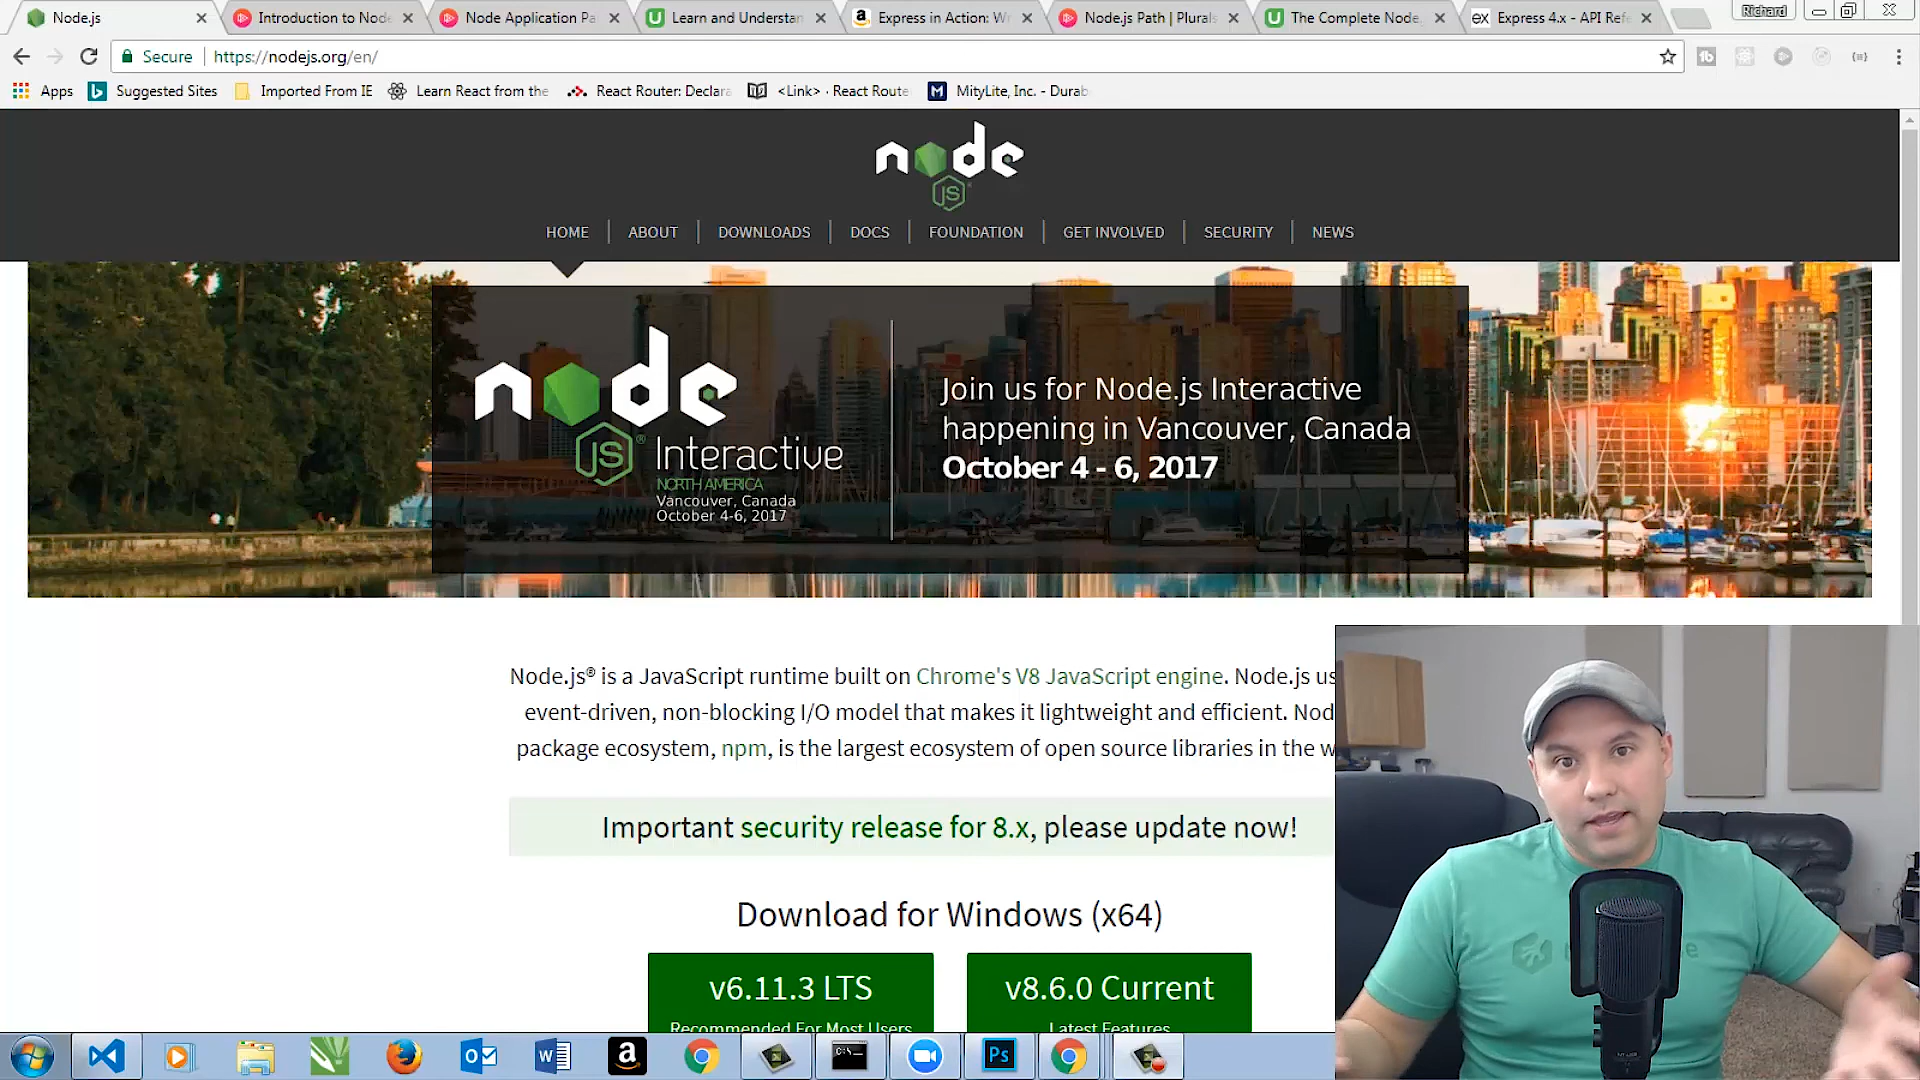 Node.js
Introduction to Node
Node Application Pa
Learn and Understan
Express in Action: Wr
Node.js Path | Plurals
The Complete Node
Express 4.x - API Refe
Richard
Secure
https://nodejs.org/en/
Apps
Suggested Sites
Imported From IE
Learn React from the
React Router: Declara
<Link> · React Route
MityLite, Inc. - Durab
node
JS
HOME
ABOUT
DOWNLOADS
DOCS
FOUNDATION
GET INVOLVED
SECURITY
NEWS
node
JS® Interactive
NORTH AMERICA
Vancouver, Canada
October 4-6, 2017
Join us for Node.js Interactive
happening in Vancouver, Canada
October 4 - 6, 2017
Node.js® is a JavaScript runtime built on Chrome's V8 JavaScript engine. Node.js us
event-driven, non-blocking I/O model that makes it lightweight and efficient. Nod
package ecosystem, npm, is the largest ecosystem of open source libraries in the w
Important security release for 8.x, please update now!
Download for Windows (x64)
v6.11.3 LTS
Recommended For Most Users
v8.6.0 Current
Latest Features